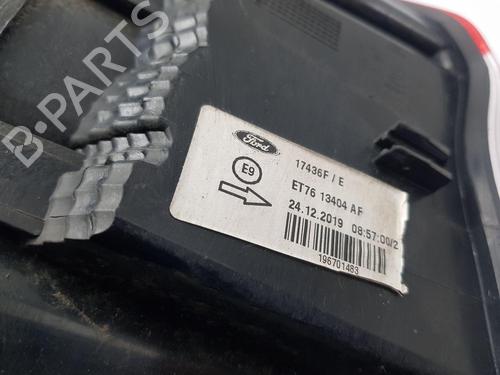 B-PARTS
Ford
17436F / E
E9
ET76 13404 AF
24.12.2019 08:57:00/2
196701483